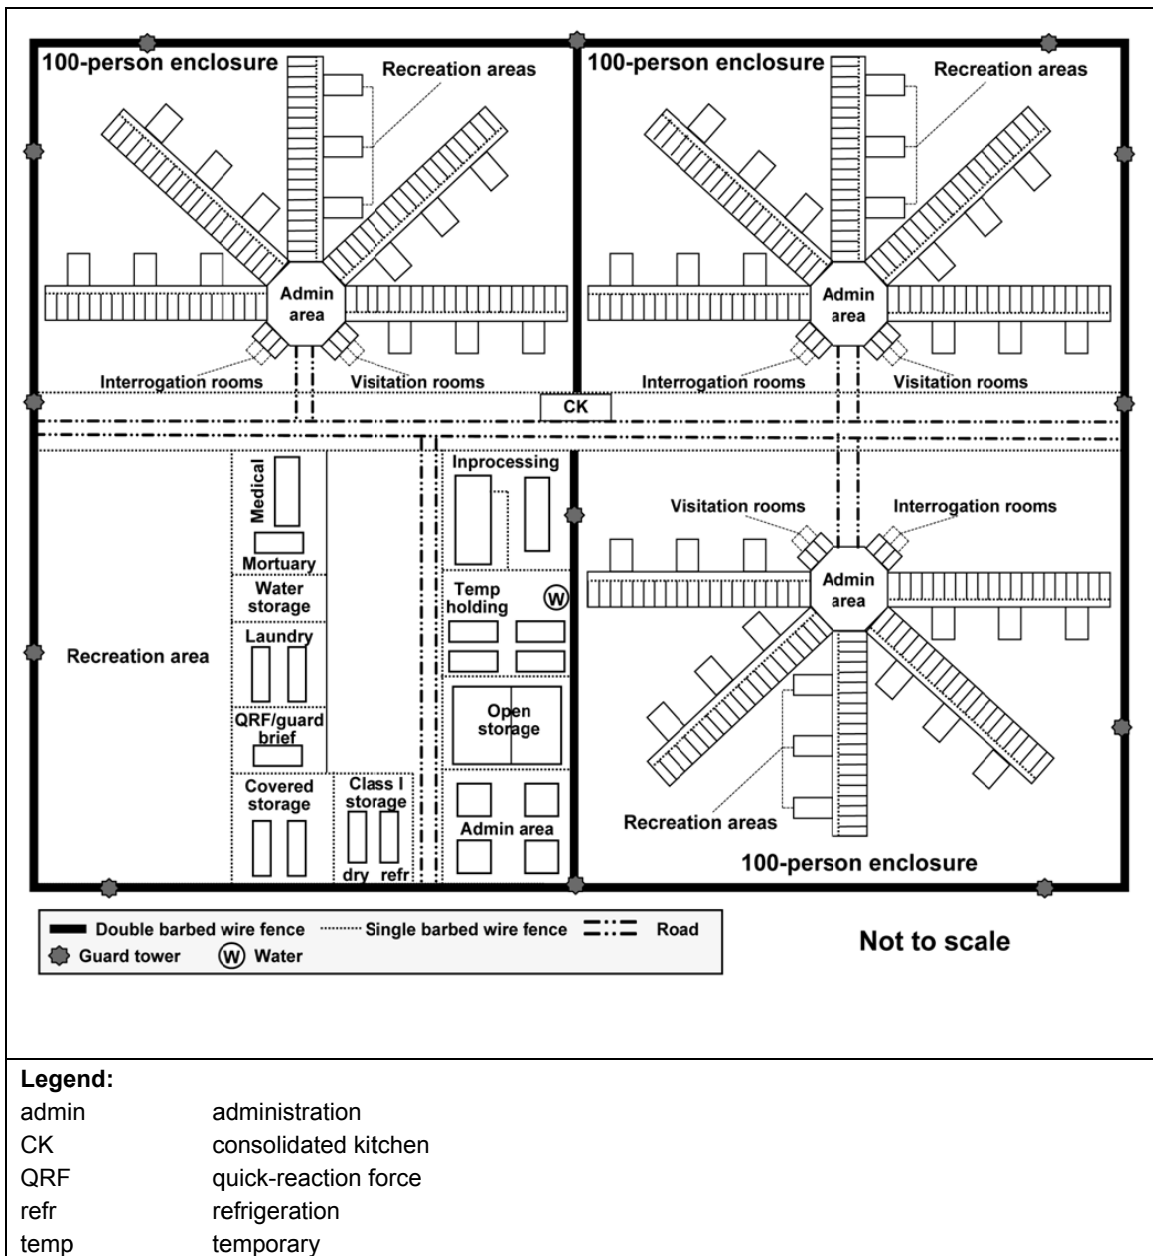 100-person enclosure
Recreation areas
100-person enclosure
Recreation areas
Admin
area
Admin
area
Interrogation rooms
Visitation rooms
Interrogation rooms
Visitation rooms
CK
Medical
Mortuary
Water
storage
Laundry
QRF/guard
brief
Covered
storage
Class I
storage
dry refr
Recreation area
Inprocessing
Temp
holding
W
Open
storage
Admin area
Visitation rooms
Interrogation rooms
Admin
area
Recreation areas
100-person enclosure
Double barbed wire fence Single barbed wire fence Road
Guard tower W Water
Not to scale
Legend:
admin administration
CK consolidated kitchen
QRF quick-reaction force
refr refrigeration
temp temporary